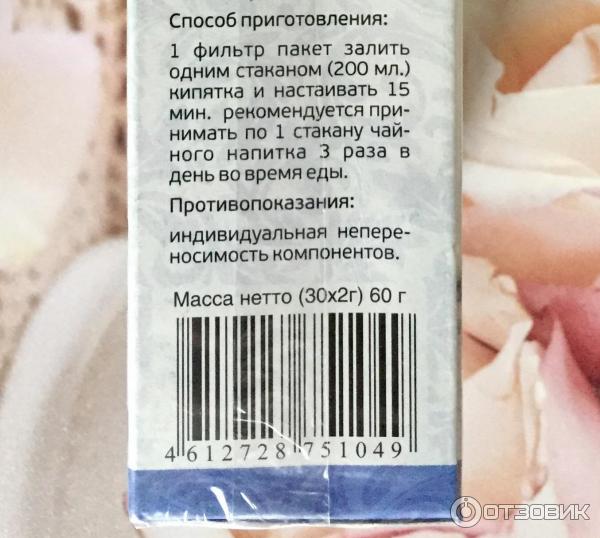 Способ приготовления:
1 фильтр пакет залить
одним стаканом (200 мл.)
кипятка и настаивать 15
мин. рекомендуется при-
нимать по 1 стакану чай-
ного напитка 3 раза в
день во время еды.
Противопоказания:
индивидуальная непере-
носимость компонентов.
Масса нетто (30х2г) 60 г
4 612728 751049
ОТЗОВИК